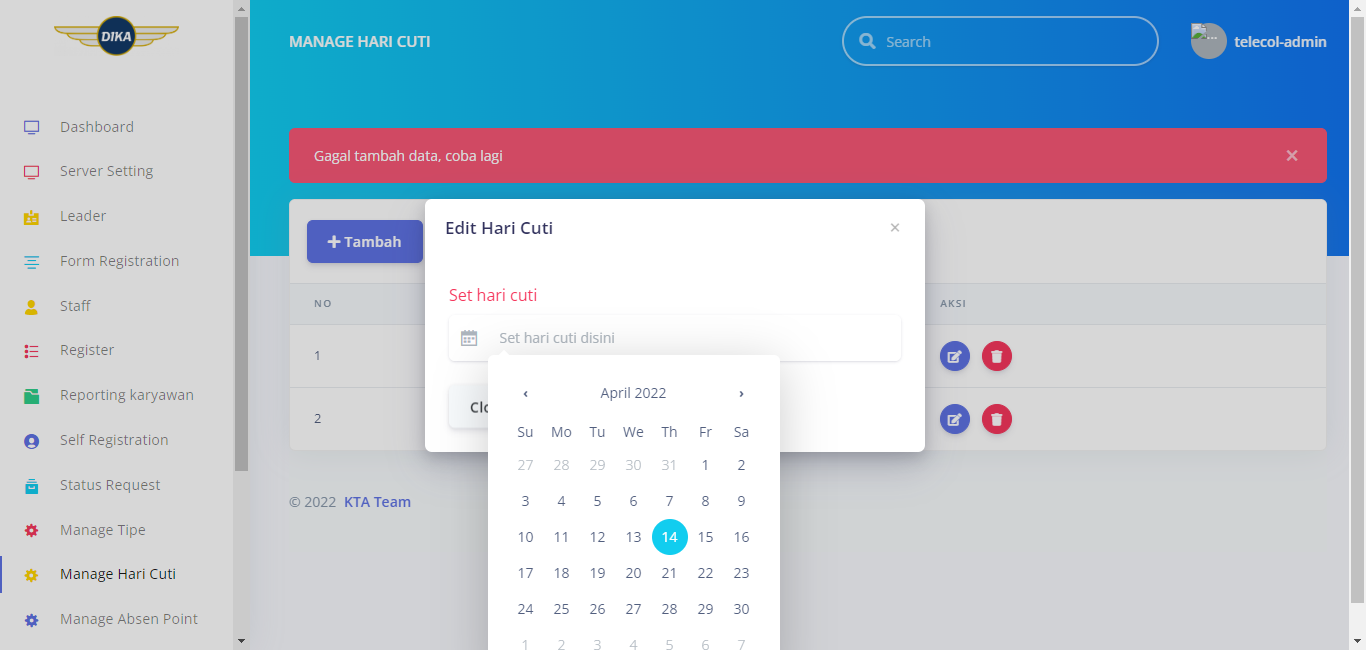 DIKA
MANAGE HARI CUTI
Search
...
telecol-admin
Dashboard
Server Setting
Leader
Form Registration
Staff
Register
Reporting karyawan
Self Registration
Status Request
Manage Tipe
Manage Hari Cuti
Manage Absen Point
Gagal tambah data, coba lagi
×
Tambah
NO
AKSI
1
2
Edit Hari Cuti
×
Set hari cuti
Set hari cuti disini
Clo
‹ April 2022 ›
Su Mo Tu We Th Fr Sa
27 28 29 30 31 1 2
3 4 5 6 7 8 9
10 11 12 13 14 15 16
17 18 19 20 21 22 23
24 25 26 27 28 29 30
1 2 3 4 5 6 7
© 2022 KTA Team